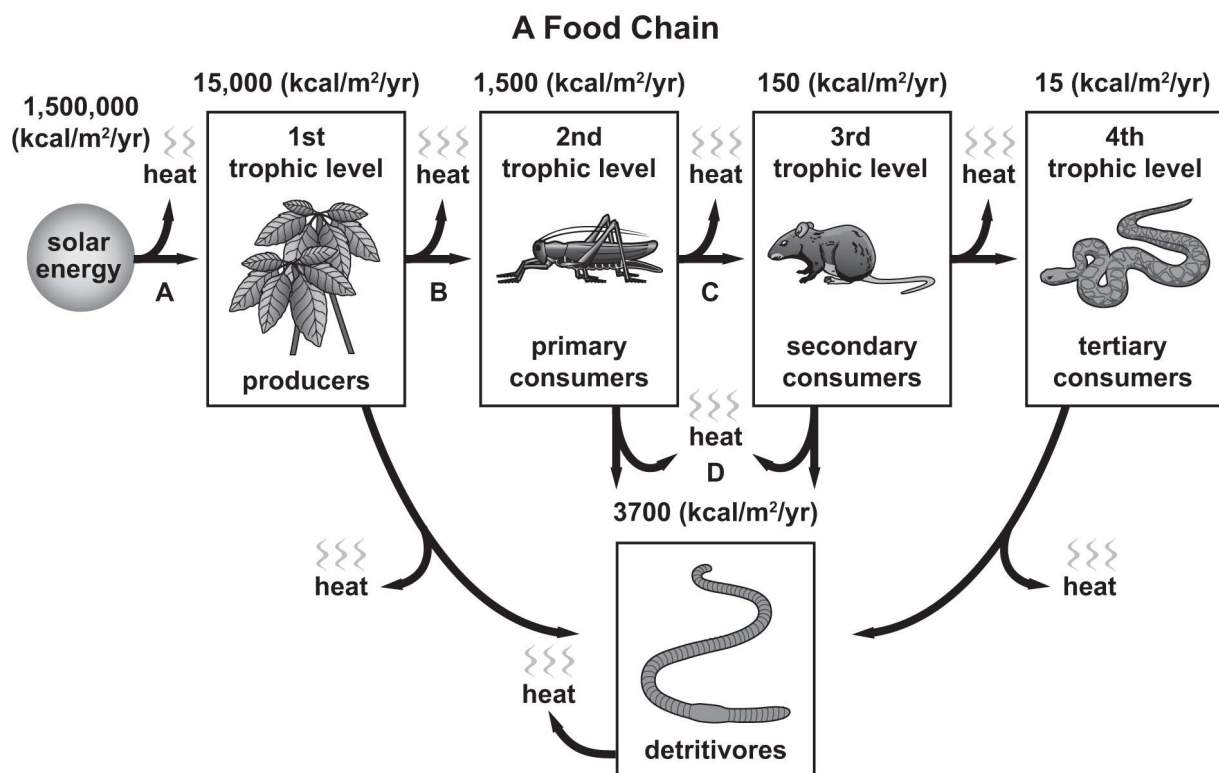 A Food Chain
1,500,000
(kcal/m²/yr)
15,000 (kcal/m²/yr)
1,500 (kcal/m²/yr)
150 (kcal/m²/yr)
15 (kcal/m²/yr)
solar
energy
heat
A
1st
trophic level
producers
heat
B
2nd
trophic level
primary
consumers
heat
C
3rd
trophic level
secondary
consumers
heat
4th
trophic level
tertiary
consumers
heat
D
3700 (kcal/m²/yr)
heat
heat
heat
detritivores